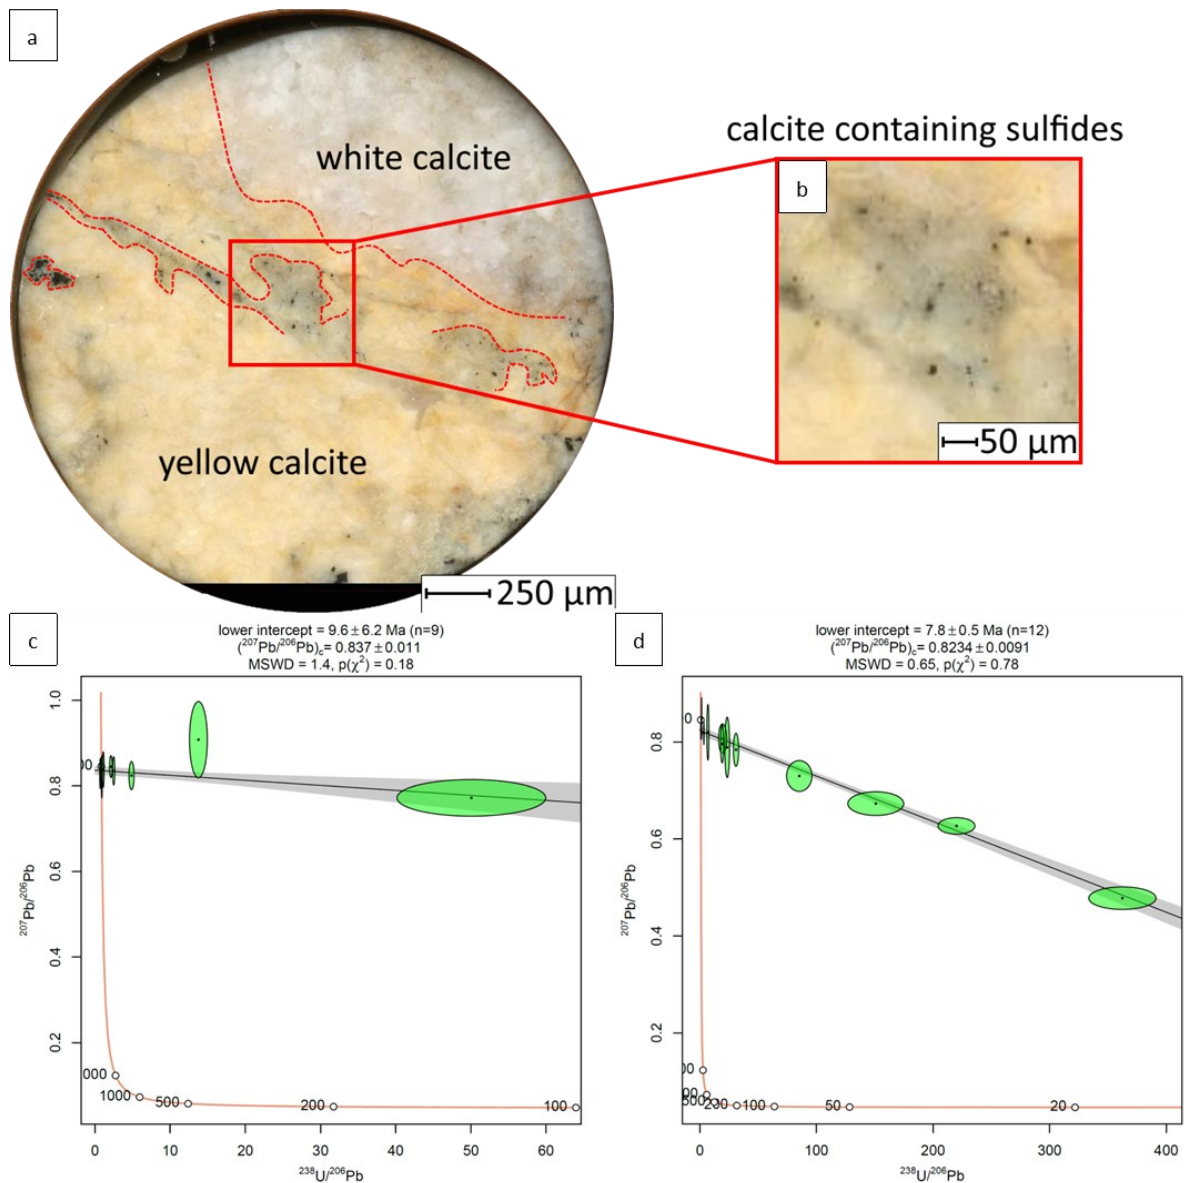 a
white calcite
yellow calcite
250 µm
calcite containing sulfides
b
50 µm
c
lower intercept = 9.6 ± 6.2 Ma (n=9)
(²⁰⁷Pb/²⁰⁶Pb)c= 0.837 ± 0.011
MSWD = 1.4, p(χ²) = 0.18
²⁰⁷Pb/²⁰⁶Pb
1.0
0.8
0.6
0.4
0.2
00
000
1000
500
200
100
0 10 20 30 40 50 60
²³⁸U/²⁰⁶Pb
d
lower intercept = 7.8 ± 0.5 Ma (n=12)
(²⁰⁷Pb/²⁰⁶Pb)c= 0.8234 ± 0.0091
MSWD = 0.65, p(χ²) = 0.78
²⁰⁷Pb/²⁰⁶Pb
0.8
0.6
0.4
0.2
0
00
100
50
20
0 100 200 300 400
²³⁸U/²⁰⁶Pb